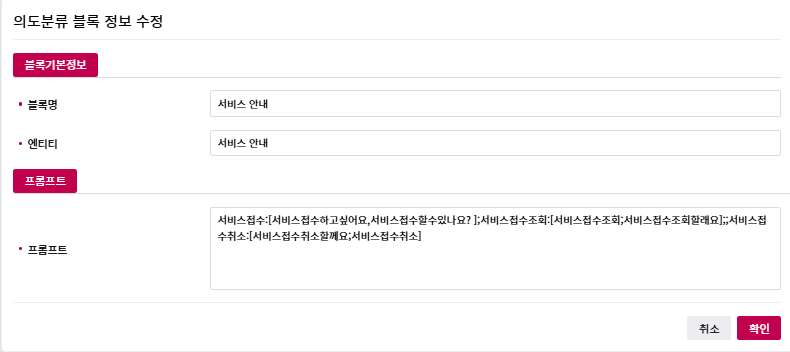 의도분류 블록 정보 수정
블록기본정보
블록명
서비스 안내
엔티티
서비스 안내
프롬프트
프롬프트
서비스접수:[서비스접수하고싶어요,서비스접수할수있나요? ];서비스접수조회:[서비스접수조회;서비스접수조회할래요];;서비스접
수취소:[서비스접수취소할께요;서비스접수취소]
취소
확인